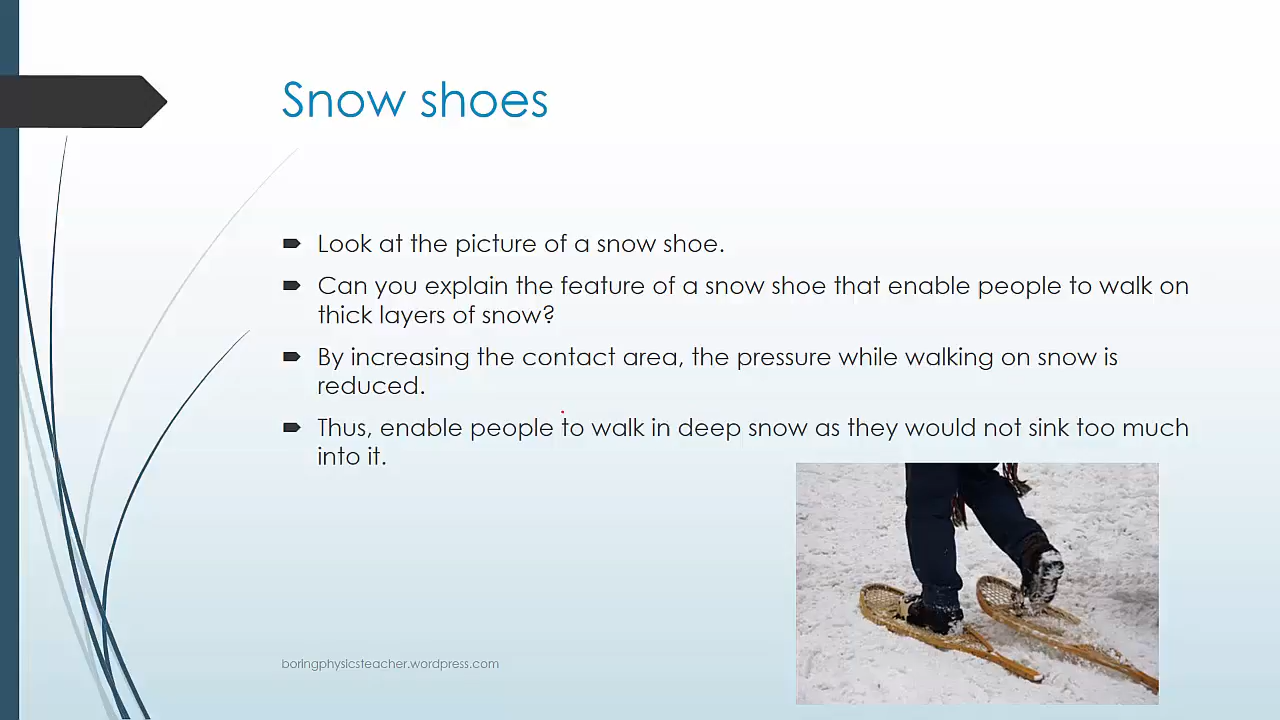 Snow shoes
Look at the picture of a snow shoe.
Can you explain the feature of a snow shoe that enable people to walk on
thick layers of snow?
By increasing the contact area, the pressure while walking on snow is
reduced.
Thus, enable people to walk in deep snow as they would not sink too much
into it.
boringphysicsteacher.wordpress.com